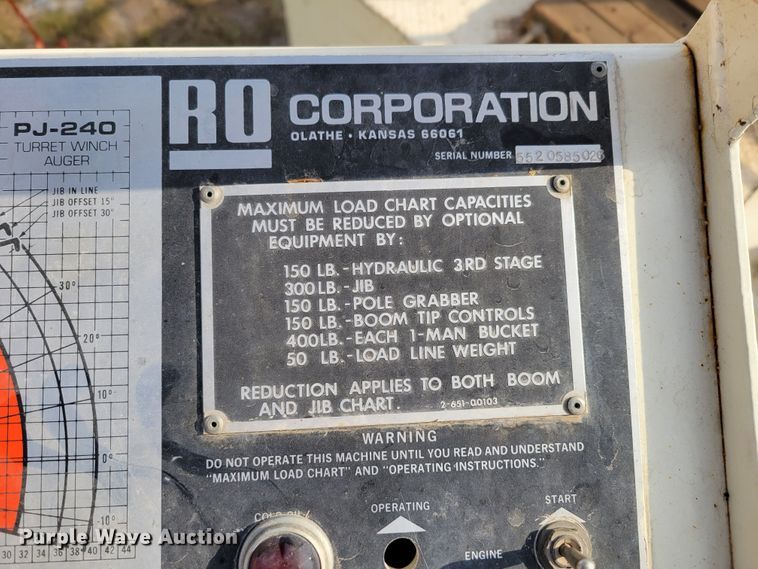 PJ-240
TURRET WINCH
AUGER
JIB IN LINE
JIB OFFSET 15°
JIB OFFSET 30°
30°
20°
10°
0°
-10°
30 32 34 36 38 40 42 44
RO CORPORATION
OLATHE • KANSAS 66061
SERIAL NUMBER 552058502
MAXIMUM LOAD CHART CAPACITIES
MUST BE REDUCED BY OPTIONAL
EQUIPMENT BY:
150 LB.-HYDRAULIC 3RD STAGE
300 LB.-JIB
150 LB.-POLE GRABBER
150 LB.-BOOM TIP CONTROLS
400 LB.-EACH 1-MAN BUCKET
50 LB.-LOAD LINE WEIGHT
REDUCTION APPLIES TO BOTH BOOM
AND JIB CHART. 2-651-00103
WARNING
DO NOT OPERATE THIS MACHINE UNTIL YOU READ AND UNDERSTAND
"MAXIMUM LOAD CHART" AND "OPERATING INSTRUCTIONS."
OPERATING
START
ENGINE
Purple Wave Auction